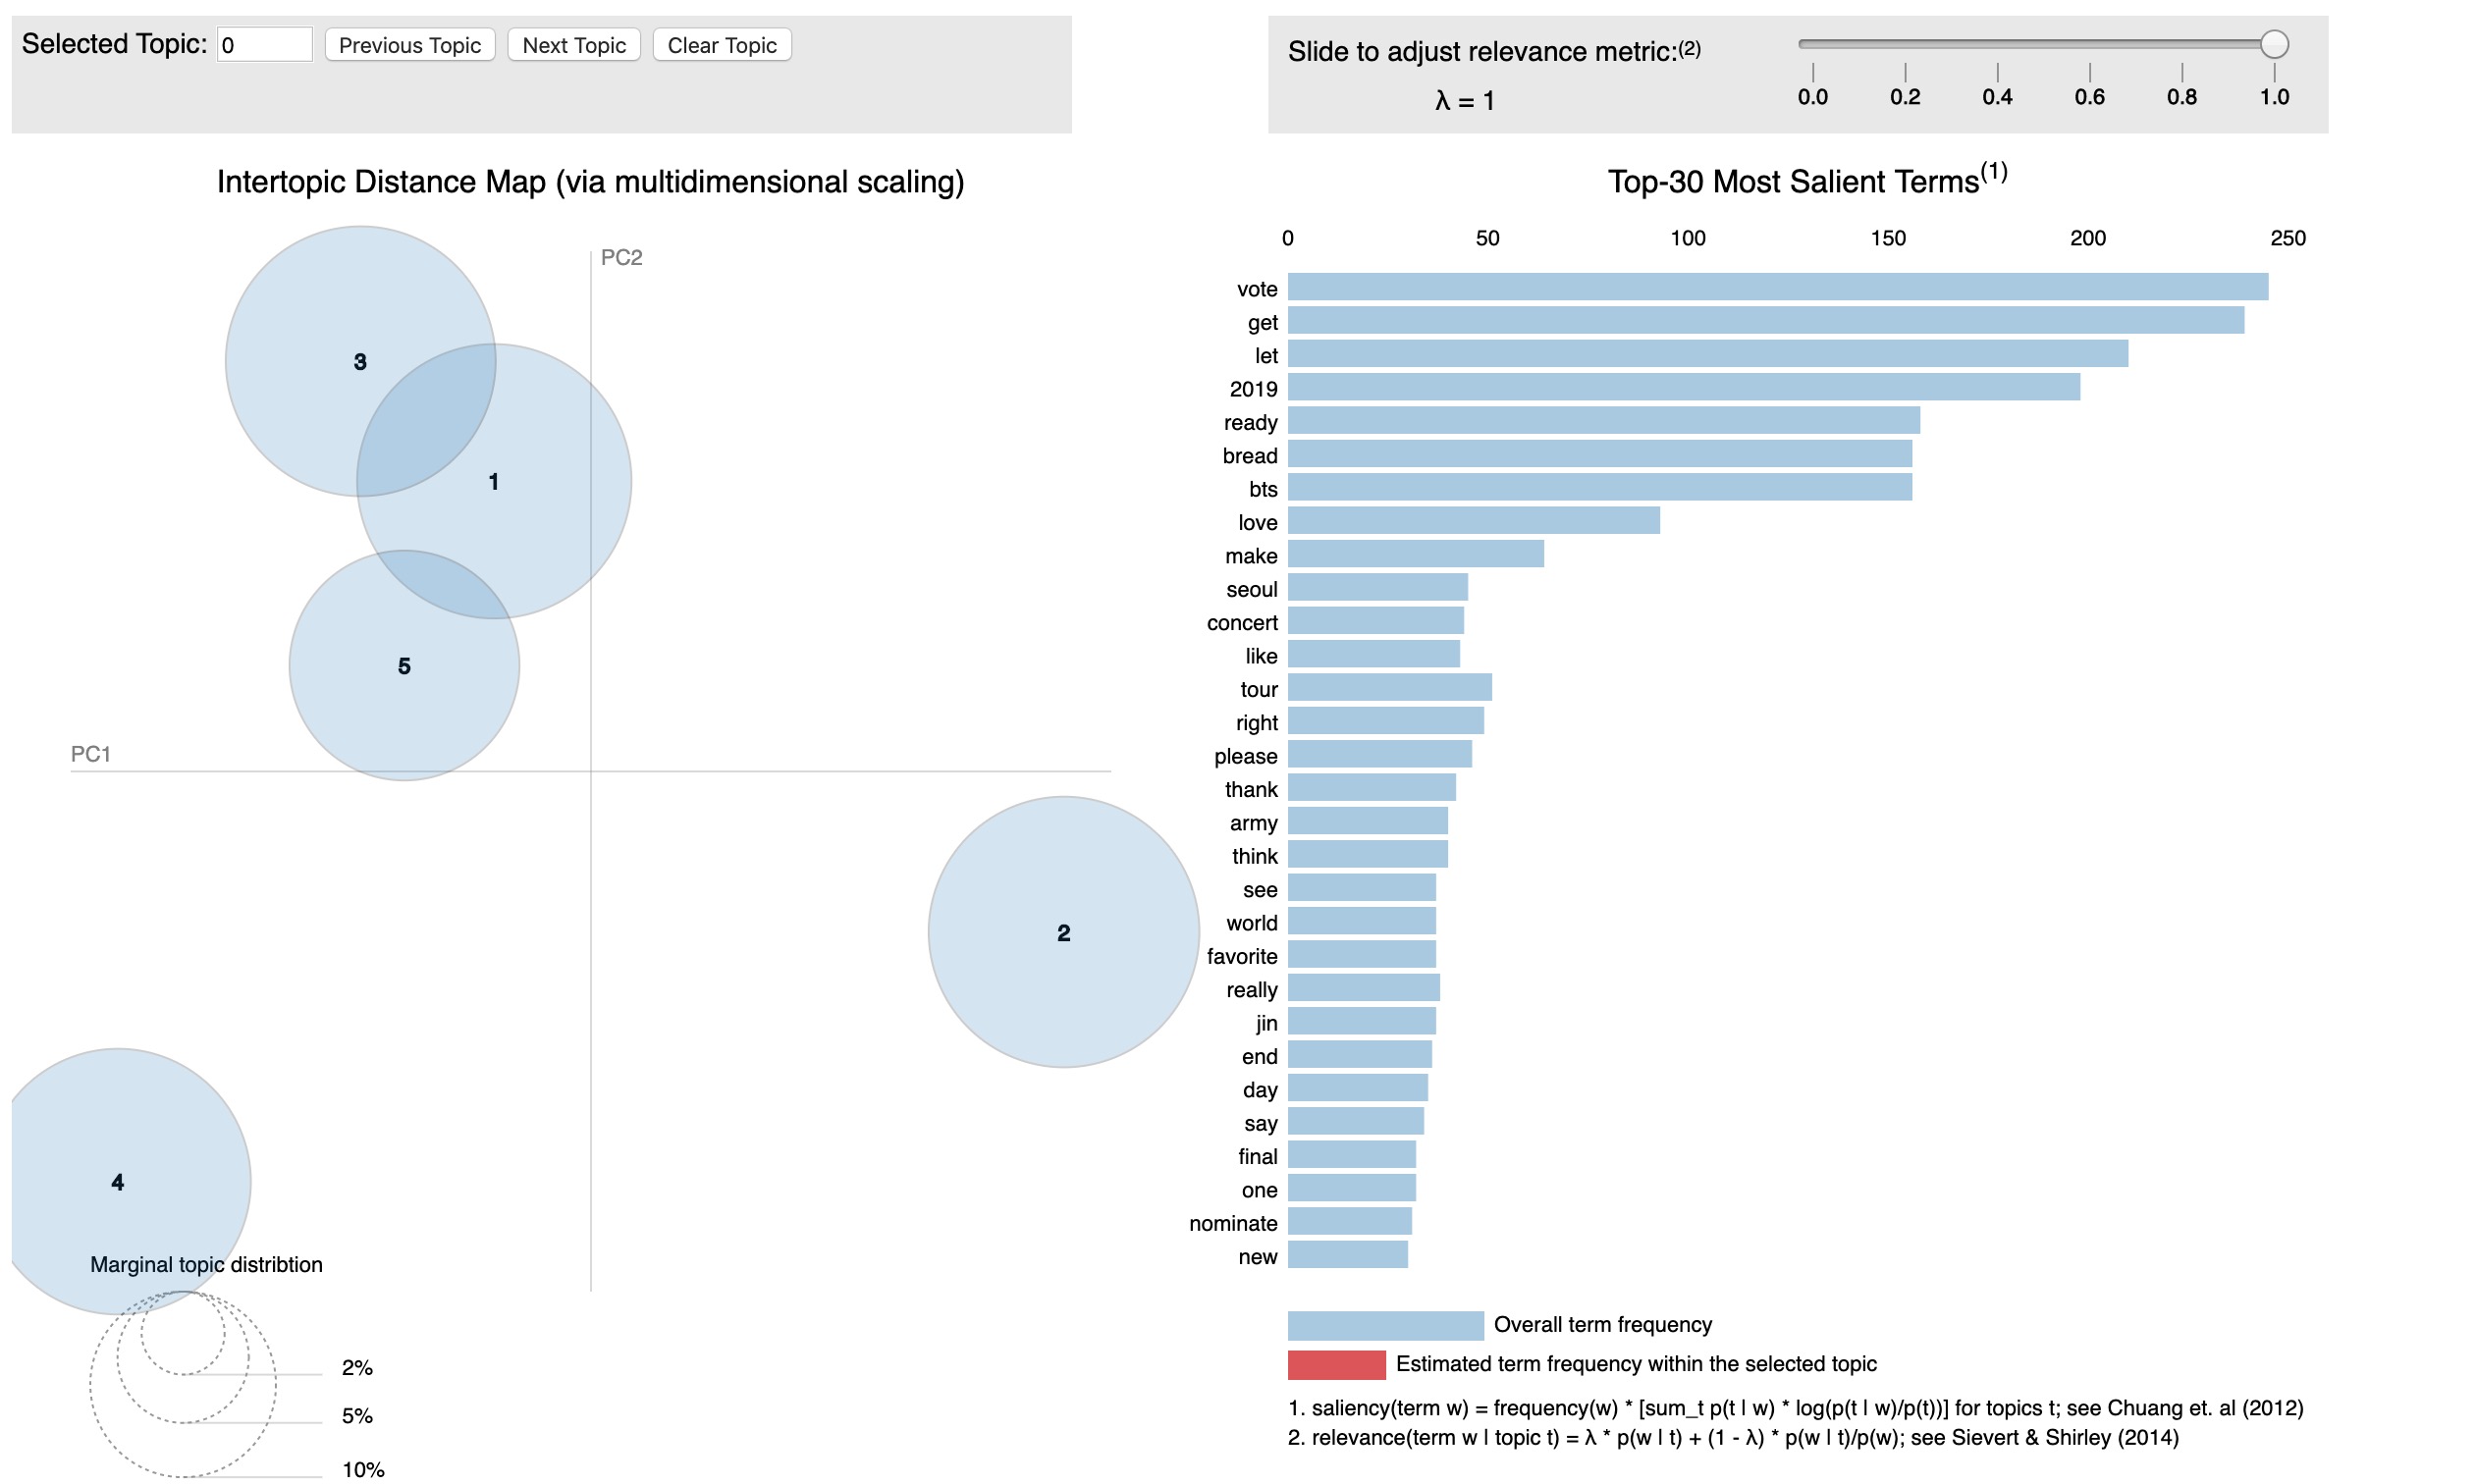 Selected Topic: 0 Previous Topic Next Topic Clear Topic
Slide to adjust relevance metric:(2)
λ = 1
0.0 0.2 0.4 0.6 0.8 1.0
Intertopic Distance Map (via multidimensional scaling)
PC2
3
1
5
PC1
2
4
Marginal topic distribtion
2%
5%
10%
Top-30 Most Salient Terms(1)
0 50 100 150 200 250
vote
get
let
2019
ready
bread
bts
love
make
seoul
concert
like
tour
right
please
thank
army
think
see
world
favorite
really
jin
end
day
say
final
one
nominate
new
Overall term frequency
Estimated term frequency within the selected topic
1. saliency(term w) = frequency(w) * [sum_t p(t | w) * log(p(t | w)/p(t))] for topics t; see Chuang et. al (2012)
2. relevance(term w | topic t) = λ * p(w | t) + (1 - λ) * p(w | t)/p(w); see Sievert & Shirley (2014)